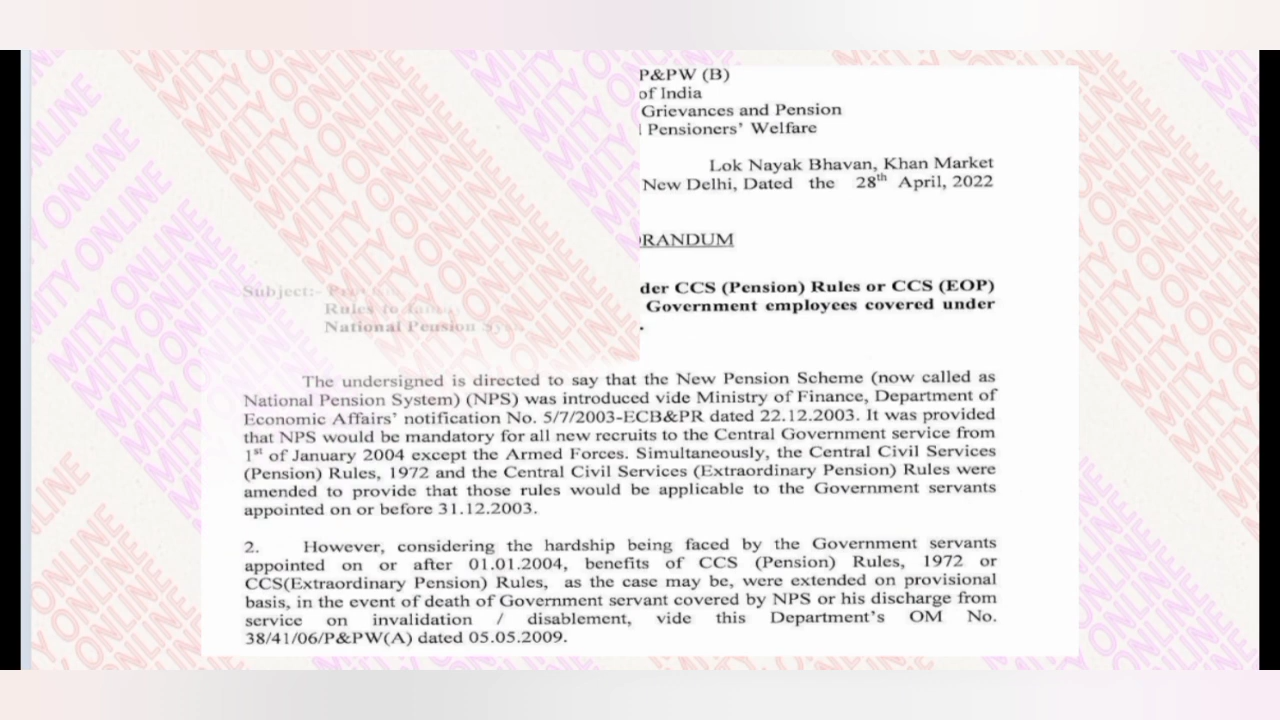 P&PW (B)
of India
Grievances and Pension
Pensioners' Welfare
Lok Nayak Bhavan, Khan Market
New Delhi, Dated the 28th April, 2022
RANDUM
Subject:-
der CCS (Pension) Rules or CCS (EOP)
Rules to Government employees covered under
National Pension
The undersigned is directed to say that the New Pension Scheme (now called as
National Pension System) (NPS) was introduced vide Ministry of Finance, Department of
Economic Affairs' notification No. 5/7/2003-ECB&PR dated 22.12.2003. It was provided
that NPS would be mandatory for all new recruits to the Central Government service from
1st of January 2004 except the Armed Forces. Simultaneously, the Central Civil Services
(Pension) Rules, 1972 and the Central Civil Services (Extraordinary Pension) Rules were
amended to provide that those rules would be applicable to the Government servants
appointed on or before 31.12.2003.
2. However, considering the hardship being faced by the Government servants
appointed on or after 01.01.2004, benefits of CCS (Pension) Rules, 1972 or
CCS(Extraordinary Pension) Rules, as the case may be, were extended on provisional
basis, in the event of death of Government servant covered by NPS or his discharge from
service on invalidation / disablement, vide this Department's OM No.
38/41/06/P&PW(A) dated 05.05.2009.
MITY ONLINE